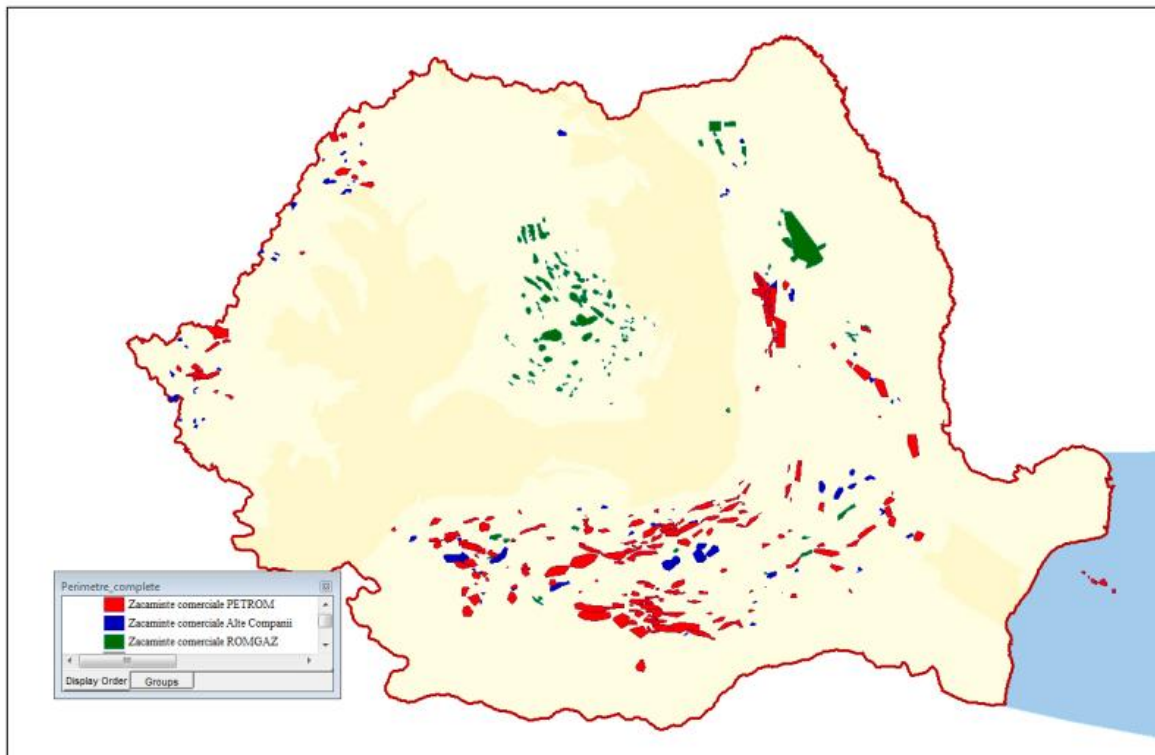 Perimetre_complete
Zacaminte comerciale PETROM
Zacaminte comerciale Alte Companii
Zacaminte comerciale ROMGAZ
Display Order
Groups